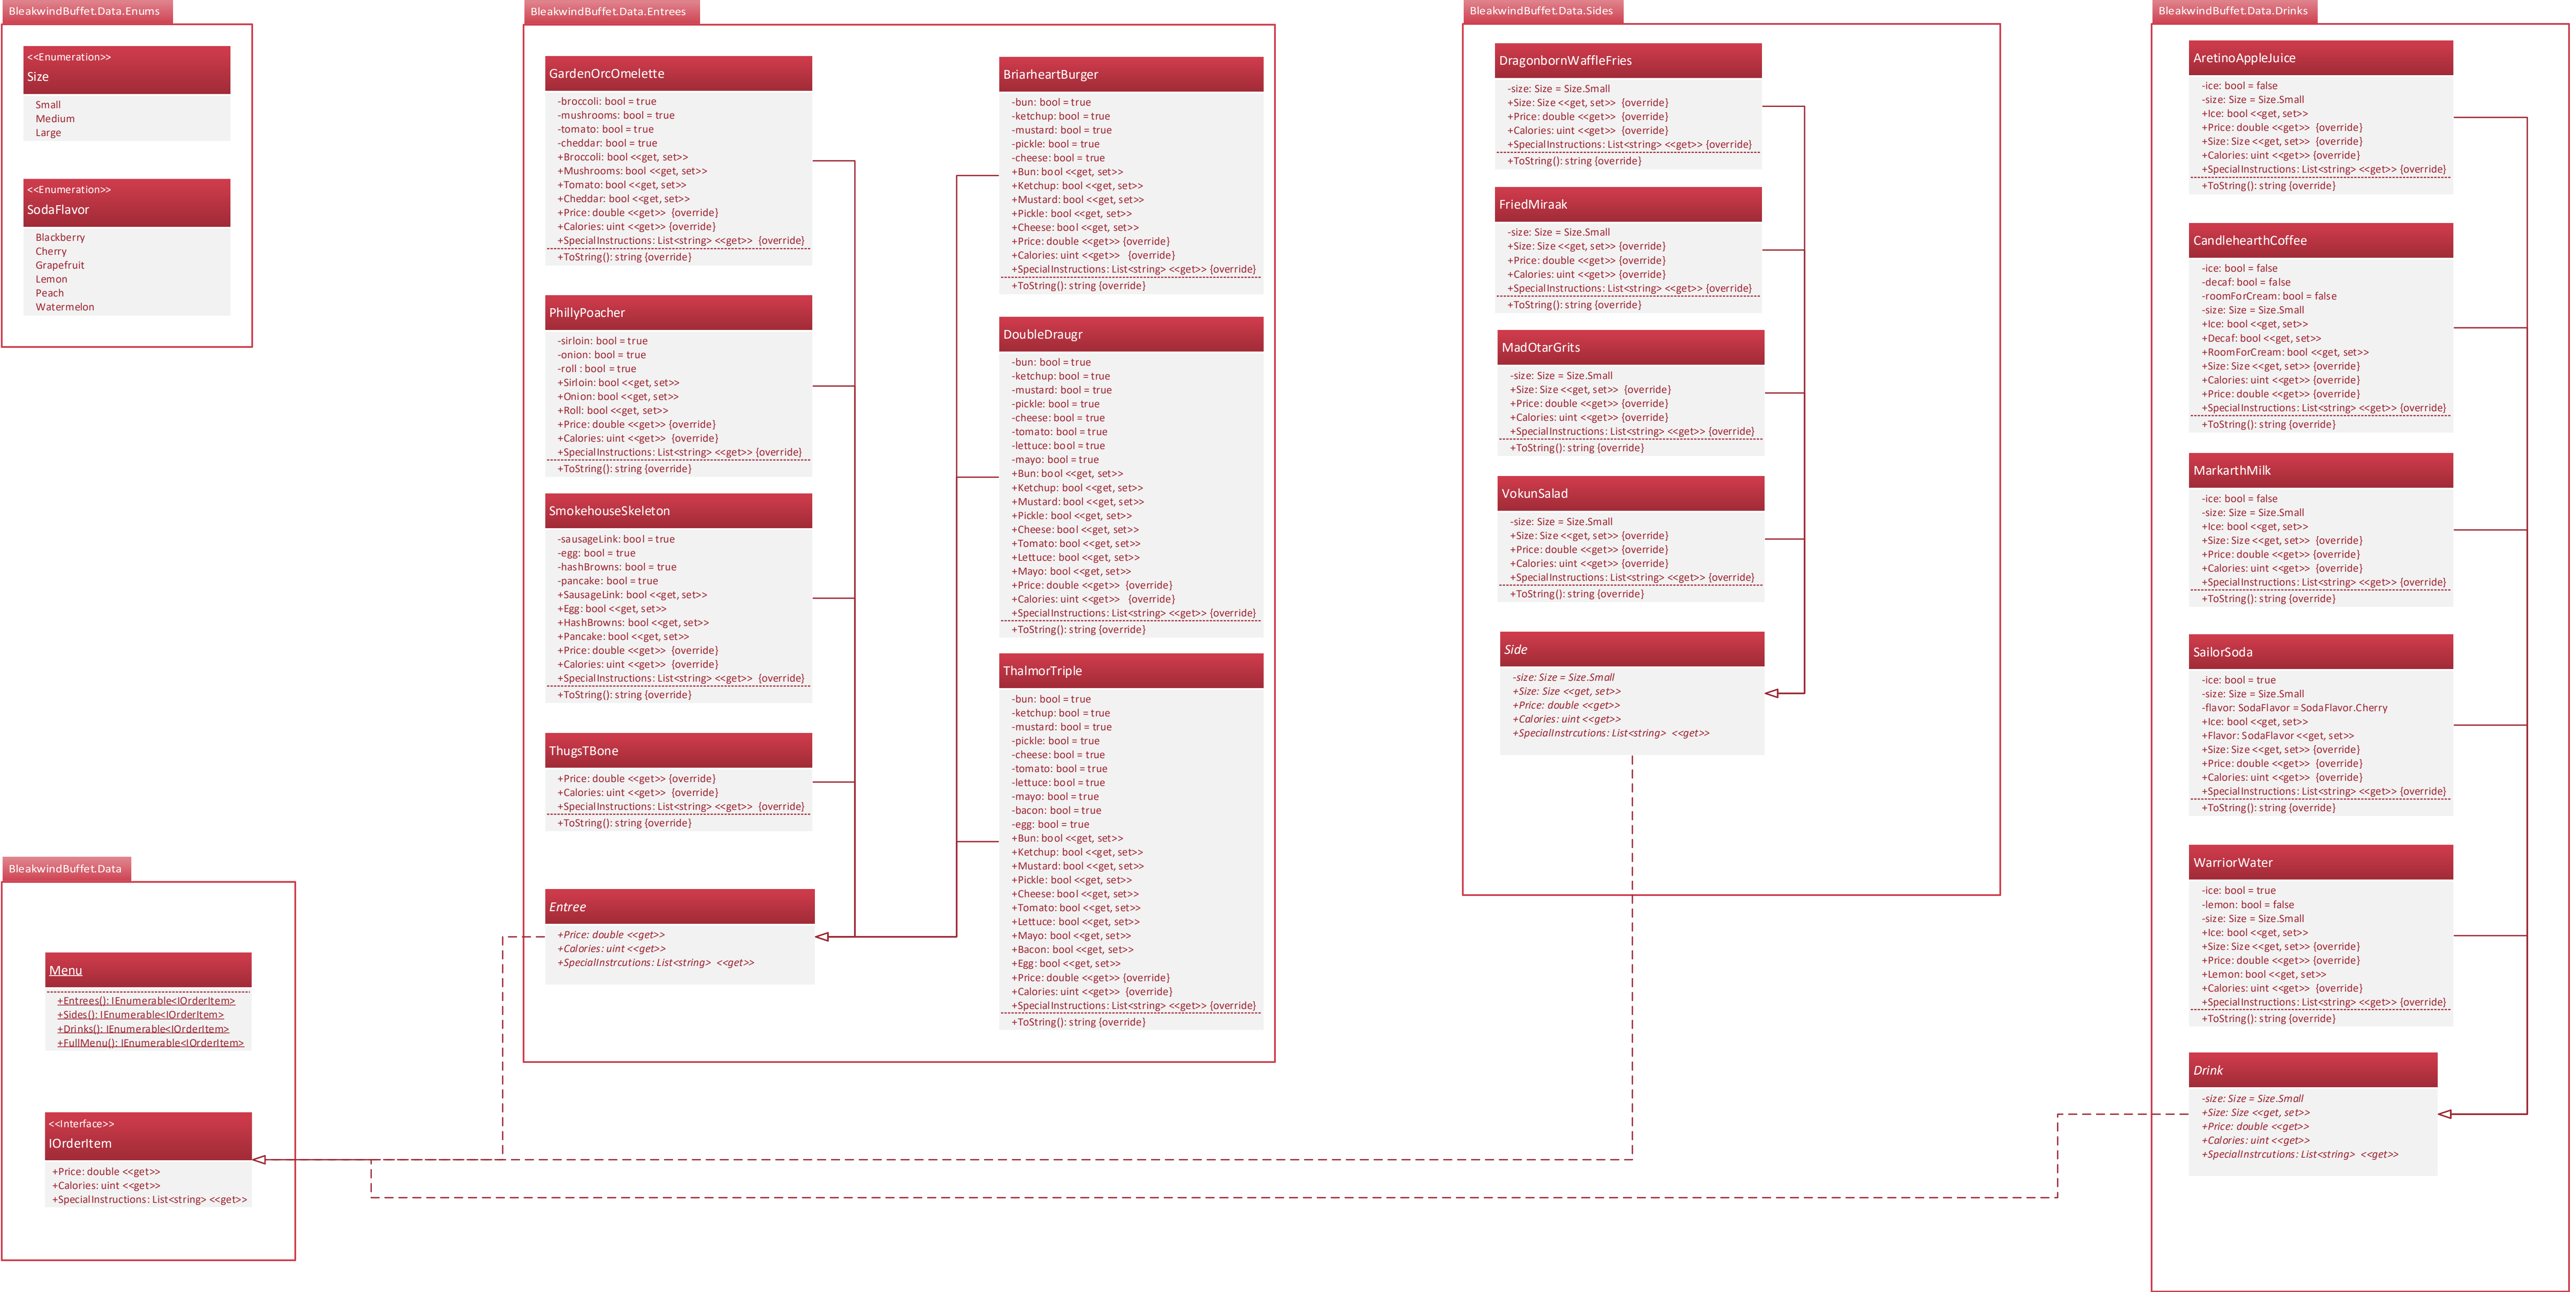 BleakwindBuffet.Data.Enums
<<Enumeration>>
Size
Small
Medium
Large
<<Enumeration>>
SodaFlavor
Blackberry
Cherry
Grapefruit
Lemon
Peach
Watermelon
BleakwindBuffet.Data
Menu
+Entrees(): IEnumerable<IOrderItem>
+Sides(): IEnumerable<IOrderItem>
+Drinks(): IEnumerable<IOrderItem>
+FullMenu(): IEnumerable<IOrderItem>
<<Interface>>
IOrderItem
+Price: double <<get>>
+Calories: uint <<get>>
+SpecialInstructions: List<string> <<get>>
BleakwindBuffet.Data.Entrees
GardenOrcOmelette
-broccoli: bool = true
-mushrooms: bool = true
-tomato: bool = true
-cheddar: bool = true
+Broccoli: bool <<get, set>>
+Mushrooms: bool <<get, set>>
+Tomato: bool <<get, set>>
+Cheddar: bool <<get, set>>
+Price: double <<get>> {override}
+Calories: uint <<get>> {override}
+SpecialInstructions: List<string> <<get>> {override}
+ToString(): string {override}
PhillyPoacher
-sirloin: bool = true
-onion: bool = true
-roll : bool = true
+Sirloin: bool <<get, set>>
+Onion: bool <<get, set>>
+Roll: bool <<get, set>>
+Price: double <<get>> {override}
+Calories: uint <<get>> {override}
+SpecialInstructions: List<string> <<get>> {override}
+ToString(): string {override}
SmokehouseSkeleton
-sausageLink: bool = true
-egg: bool = true
-hashBrowns: bool = true
-pancake: bool = true
+SausageLink: bool <<get, set>>
+Egg: bool <<get, set>>
+HashBrowns: bool <<get, set>>
+Pancake: bool <<get, set>>
+Price: double <<get>> {override}
+Calories: uint <<get>> {override}
+SpecialInstructions: List<string> <<get>> {override}
+ToString(): string {override}
ThugsTBone
+Price: double <<get>> {override}
+Calories: uint <<get>> {override}
+SpecialInstructions: List<string> <<get>> {override}
+ToString(): string {override}
Entree
+Price: double <<get>>
+Calories: uint <<get>>
+SpecialInstrcutions: List<string> <<get>>
BriarheartBurger
-bun: bool = true
-ketchup: bool = true
-mustard: bool = true
-pickle: bool = true
-cheese: bool = true
+Bun: bool <<get, set>>
+Ketchup: bool <<get, set>>
+Mustard: bool <<get, set>>
+Pickle: bool <<get, set>>
+Cheese: bool <<get, set>>
+Price: double <<get>> {override}
+Calories: uint <<get>> {override}
+SpecialInstructions: List<string> <<get>> {override}
+ToString(): string {override}
DoubleDraugr
-bun: bool = true
-ketchup: bool = true
-mustard: bool = true
-pickle: bool = true
-cheese: bool = true
-tomato: bool = true
-lettuce: bool = true
-mayo: bool = true
+Bun: bool <<get, set>>
+Ketchup: bool <<get, set>>
+Mustard: bool <<get, set>>
+Pickle: bool <<get, set>>
+Cheese: bool <<get, set>>
+Tomato: bool <<get, set>>
+Lettuce: bool <<get, set>>
+Mayo: bool <<get, set>>
+Price: double <<get>> {override}
+Calories: uint <<get>> {override}
+SpecialInstructions: List<string> <<get>> {override}
+ToString(): string {override}
ThalmorTriple
-bun: bool = true
-ketchup: bool = true
-mustard: bool = true
-pickle: bool = true
-cheese: bool = true
-tomato: bool = true
-lettuce: bool = true
-mayo: bool = true
-bacon: bool = true
-egg: bool = true
+Bun: bool <<get, set>>
+Ketchup: bool <<get, set>>
+Mustard: bool <<get, set>>
+Pickle: bool <<get, set>>
+Cheese: bool <<get, set>>
+Tomato: bool <<get, set>>
+Lettuce: bool <<get, set>>
+Mayo: bool <<get, set>>
+Bacon: bool <<get, set>>
+Egg: bool <<get, set>>
+Price: double <<get>> {override}
+Calories: uint <<get>> {override}
+SpecialInstructions: List<string> <<get>> {override}
+ToString(): string {override}
BleakwindBuffet.Data.Sides
DragonbornWaffleFries
-size: Size = Size.Small
+Size: Size <<get, set>> {override}
+Price: double <<get>> {override}
+Calories: uint <<get>> {override}
+SpecialInstructions: List<string> <<get>> {override}
+ToString(): string {override}
FriedMiraak
-size: Size = Size.Small
+Size: Size <<get, set>> {override}
+Price: double <<get>> {override}
+Calories: uint <<get>> {override}
+SpecialInstructions: List<string> <<get>> {override}
+ToString(): string {override}
MadOtarGrits
-size: Size = Size.Small
+Size: Size <<get, set>> {override}
+Price: double <<get>> {override}
+Calories: uint <<get>> {override}
+SpecialInstructions: List<string> <<get>> {override}
+ToString(): string {override}
VokunSalad
-size: Size = Size.Small
+Size: Size <<get, set>> {override}
+Price: double <<get>> {override}
+Calories: uint <<get>> {override}
+SpecialInstructions: List<string> <<get>> {override}
+ToString(): string {override}
Side
-size: Size = Size.Small
+Size: Size <<get, set>>
+Price: double <<get>>
+Calories: uint <<get>>
+SpecialInstrcutions: List<string> <<get>>
BleakwindBuffet.Data.Drinks
AretinoAppleJuice
-ice: bool = false
-size: Size = Size.Small
+Ice: bool <<get, set>>
+Price: double <<get>> {override}
+Size: Size <<get, set>> {override}
+Calories: uint <<get>> {override}
+SpecialInstructions: List<string> <<get>> {override}
+ToString(): string {override}
CandlehearthCoffee
-ice: bool = false
-decaf: bool = false
-roomForCream: bool = false
-size: Size = Size.Small
+Ice: bool <<get, set>>
+Decaf: bool <<get, set>>
+RoomForCream: bool <<get, set>>
+Size: Size <<get, set>> {override}
+Calories: uint <<get>> {override}
+Price: double <<get>> {override}
+SpecialInstructions: List<string> <<get>> {override}
+ToString(): string {override}
MarkarthMilk
-ice: bool = false
-size: Size = Size.Small
+Ice: bool <<get, set>>
+Size: Size <<get, set>> {override}
+Price: double <<get>> {override}
+Calories: uint <<get>> {override}
+SpecialInstructions: List<string> <<get>> {override}
+ToString(): string {override}
SailorSoda
-ice: bool = true
-size: Size = Size.Small
-flavor: SodaFlavor = SodaFlavor.Cherry
+Ice: bool <<get, set>>
+Flavor: SodaFlavor <<get, set>>
+Size: Size <<get, set>> {override}
+Price: double <<get>> {override}
+Calories: uint <<get>> {override}
+SpecialInstructions: List<string> <<get>> {override}
+ToString(): string {override}
WarriorWater
-ice: bool = true
-lemon: bool = false
-size: Size = Size.Small
+Ice: bool <<get, set>>
+Size: Size <<get, set>> {override}
+Price: double <<get>> {override}
+Lemon: bool <<get, set>>
+Calories: uint <<get>> {override}
+SpecialInstructions: List<string> <<get>> {override}
+ToString(): string {override}
Drink
-size: Size = Size.Small
+Size: Size <<get, set>>
+Price: double <<get>>
+Calories: uint <<get>>
+SpecialInstrcutions: List<string> <<get>>